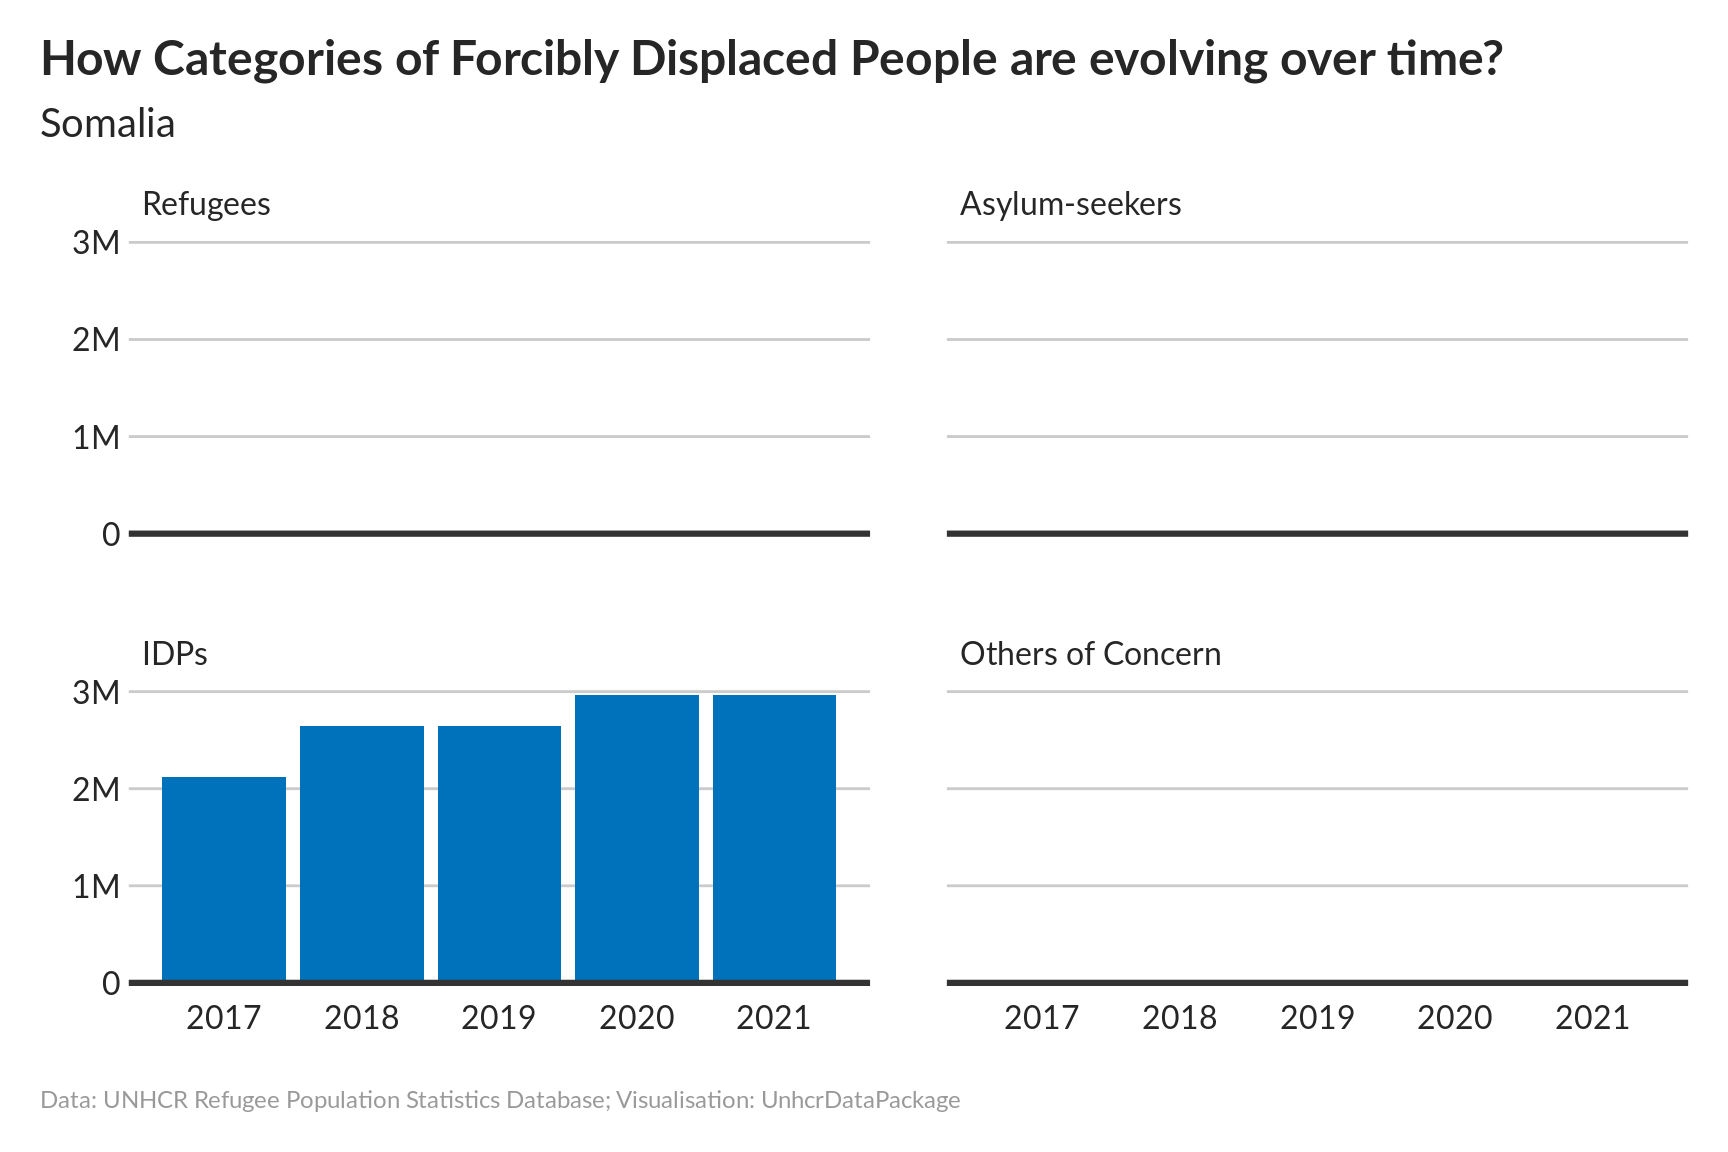 How Categories of Forcibly Displaced People are evolving over time?
Somalia
Refugees
Asylum-seekers
3M
2M
1M
0
IDPs
Others of Concern
3M
2M
1M
0
2017 2018 2019 2020 2021
2017 2018 2019 2020 2021
Data: UNHCR Refugee Population Statistics Database; Visualisation: UnhcrDataPackage